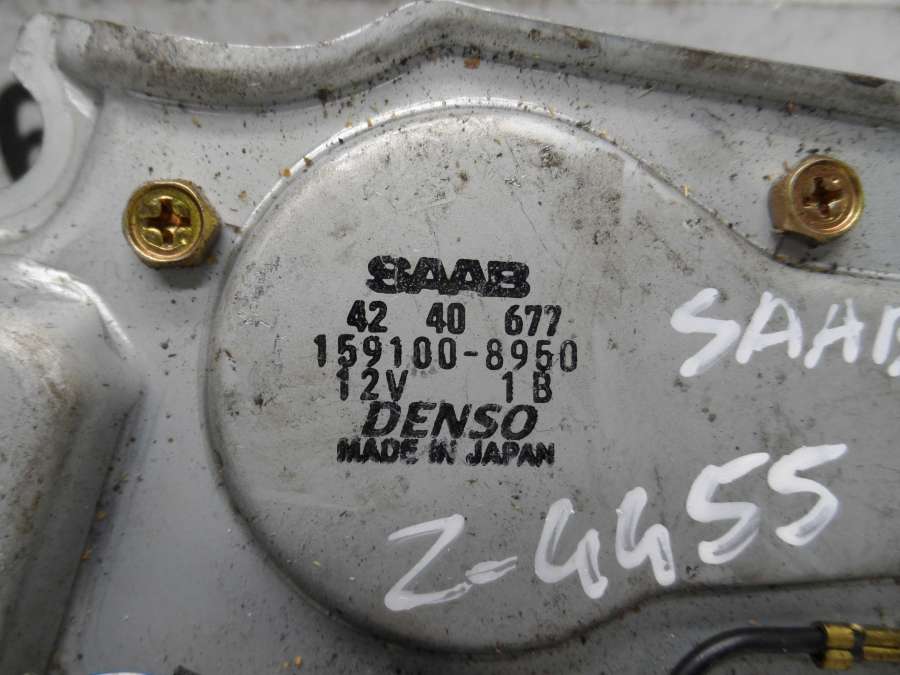 SAAB
42 40 677
159100-8950
12V 1B
DENSO
MADE IN JAPAN
SAAB
Z-4455